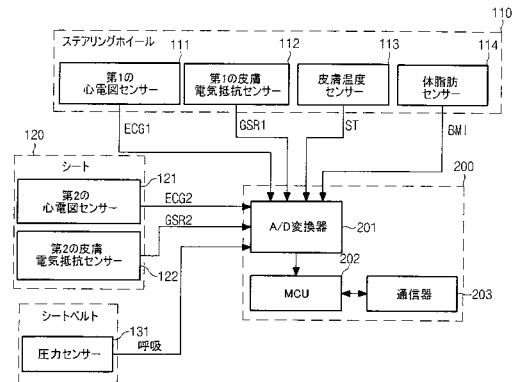 110
ステアリングホイール
111
112
113
114
第1の
心電図センサー
第1の皮膚
電気抵抗センサー
皮膚温度
センサー
体脂肪
センサー
ECG1
GSR1
ST
BMI
120
シート
121
第2の
心電図センサー
ECG2
第2の皮膚
電気抵抗センサー
122
GSR2
200
A/D変換器
201
202
MCU
通信器
203
シートベルト
131
圧力センサー
呼吸